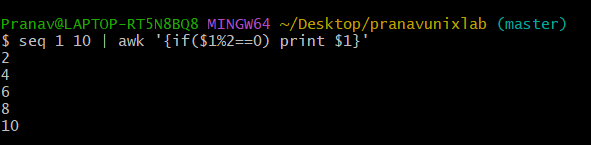 Pranav@LAPTOP-RT5N8BQ8 MINGW64 ~/Desktop/pranavunixlab (master)
$ seq 1 10 | awk '{if($1%2==0) print $1}'
2
4
6
8
10